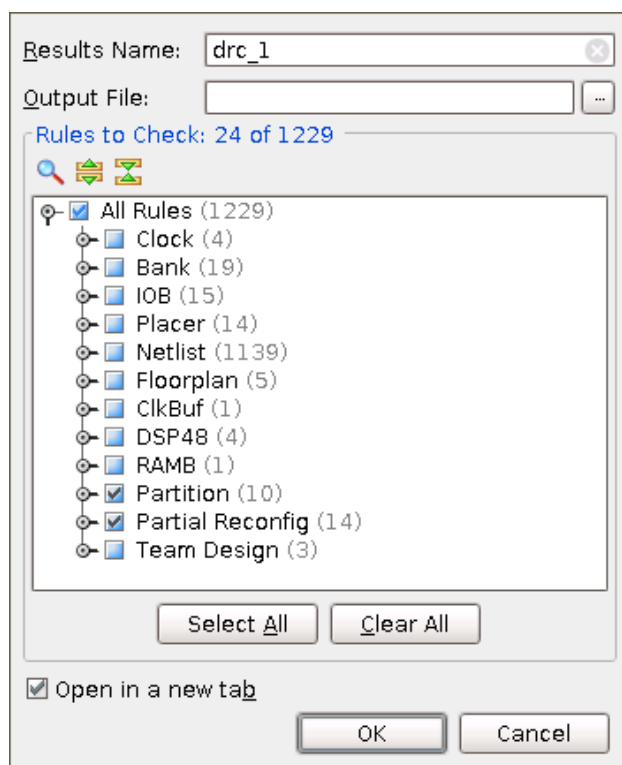 Results Name: drc_1
Output File: ...
Rules to Check: 24 of 1229
All Rules (1229)
Clock (4)
Bank (19)
IOB (15)
Placer (14)
Netlist (1139)
Floorplan (5)
ClkBuf (1)
DSP48 (4)
RAMB (1)
Partition (10)
Partial Reconfig (14)
Team Design (3)
Select All Clear All
Open in a new tab
OK Cancel